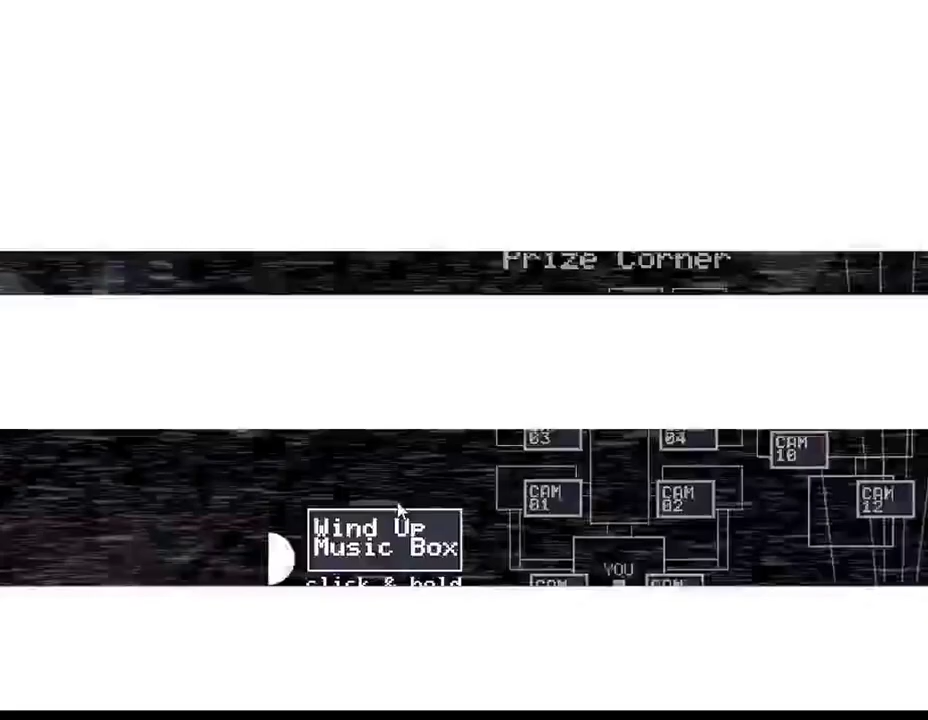 Prize Corner
03
04
CAM
10
CAM
01
CAM
02
CAM
12
Wind Up
Music Box
YOU
click & hold
CAM
CAM